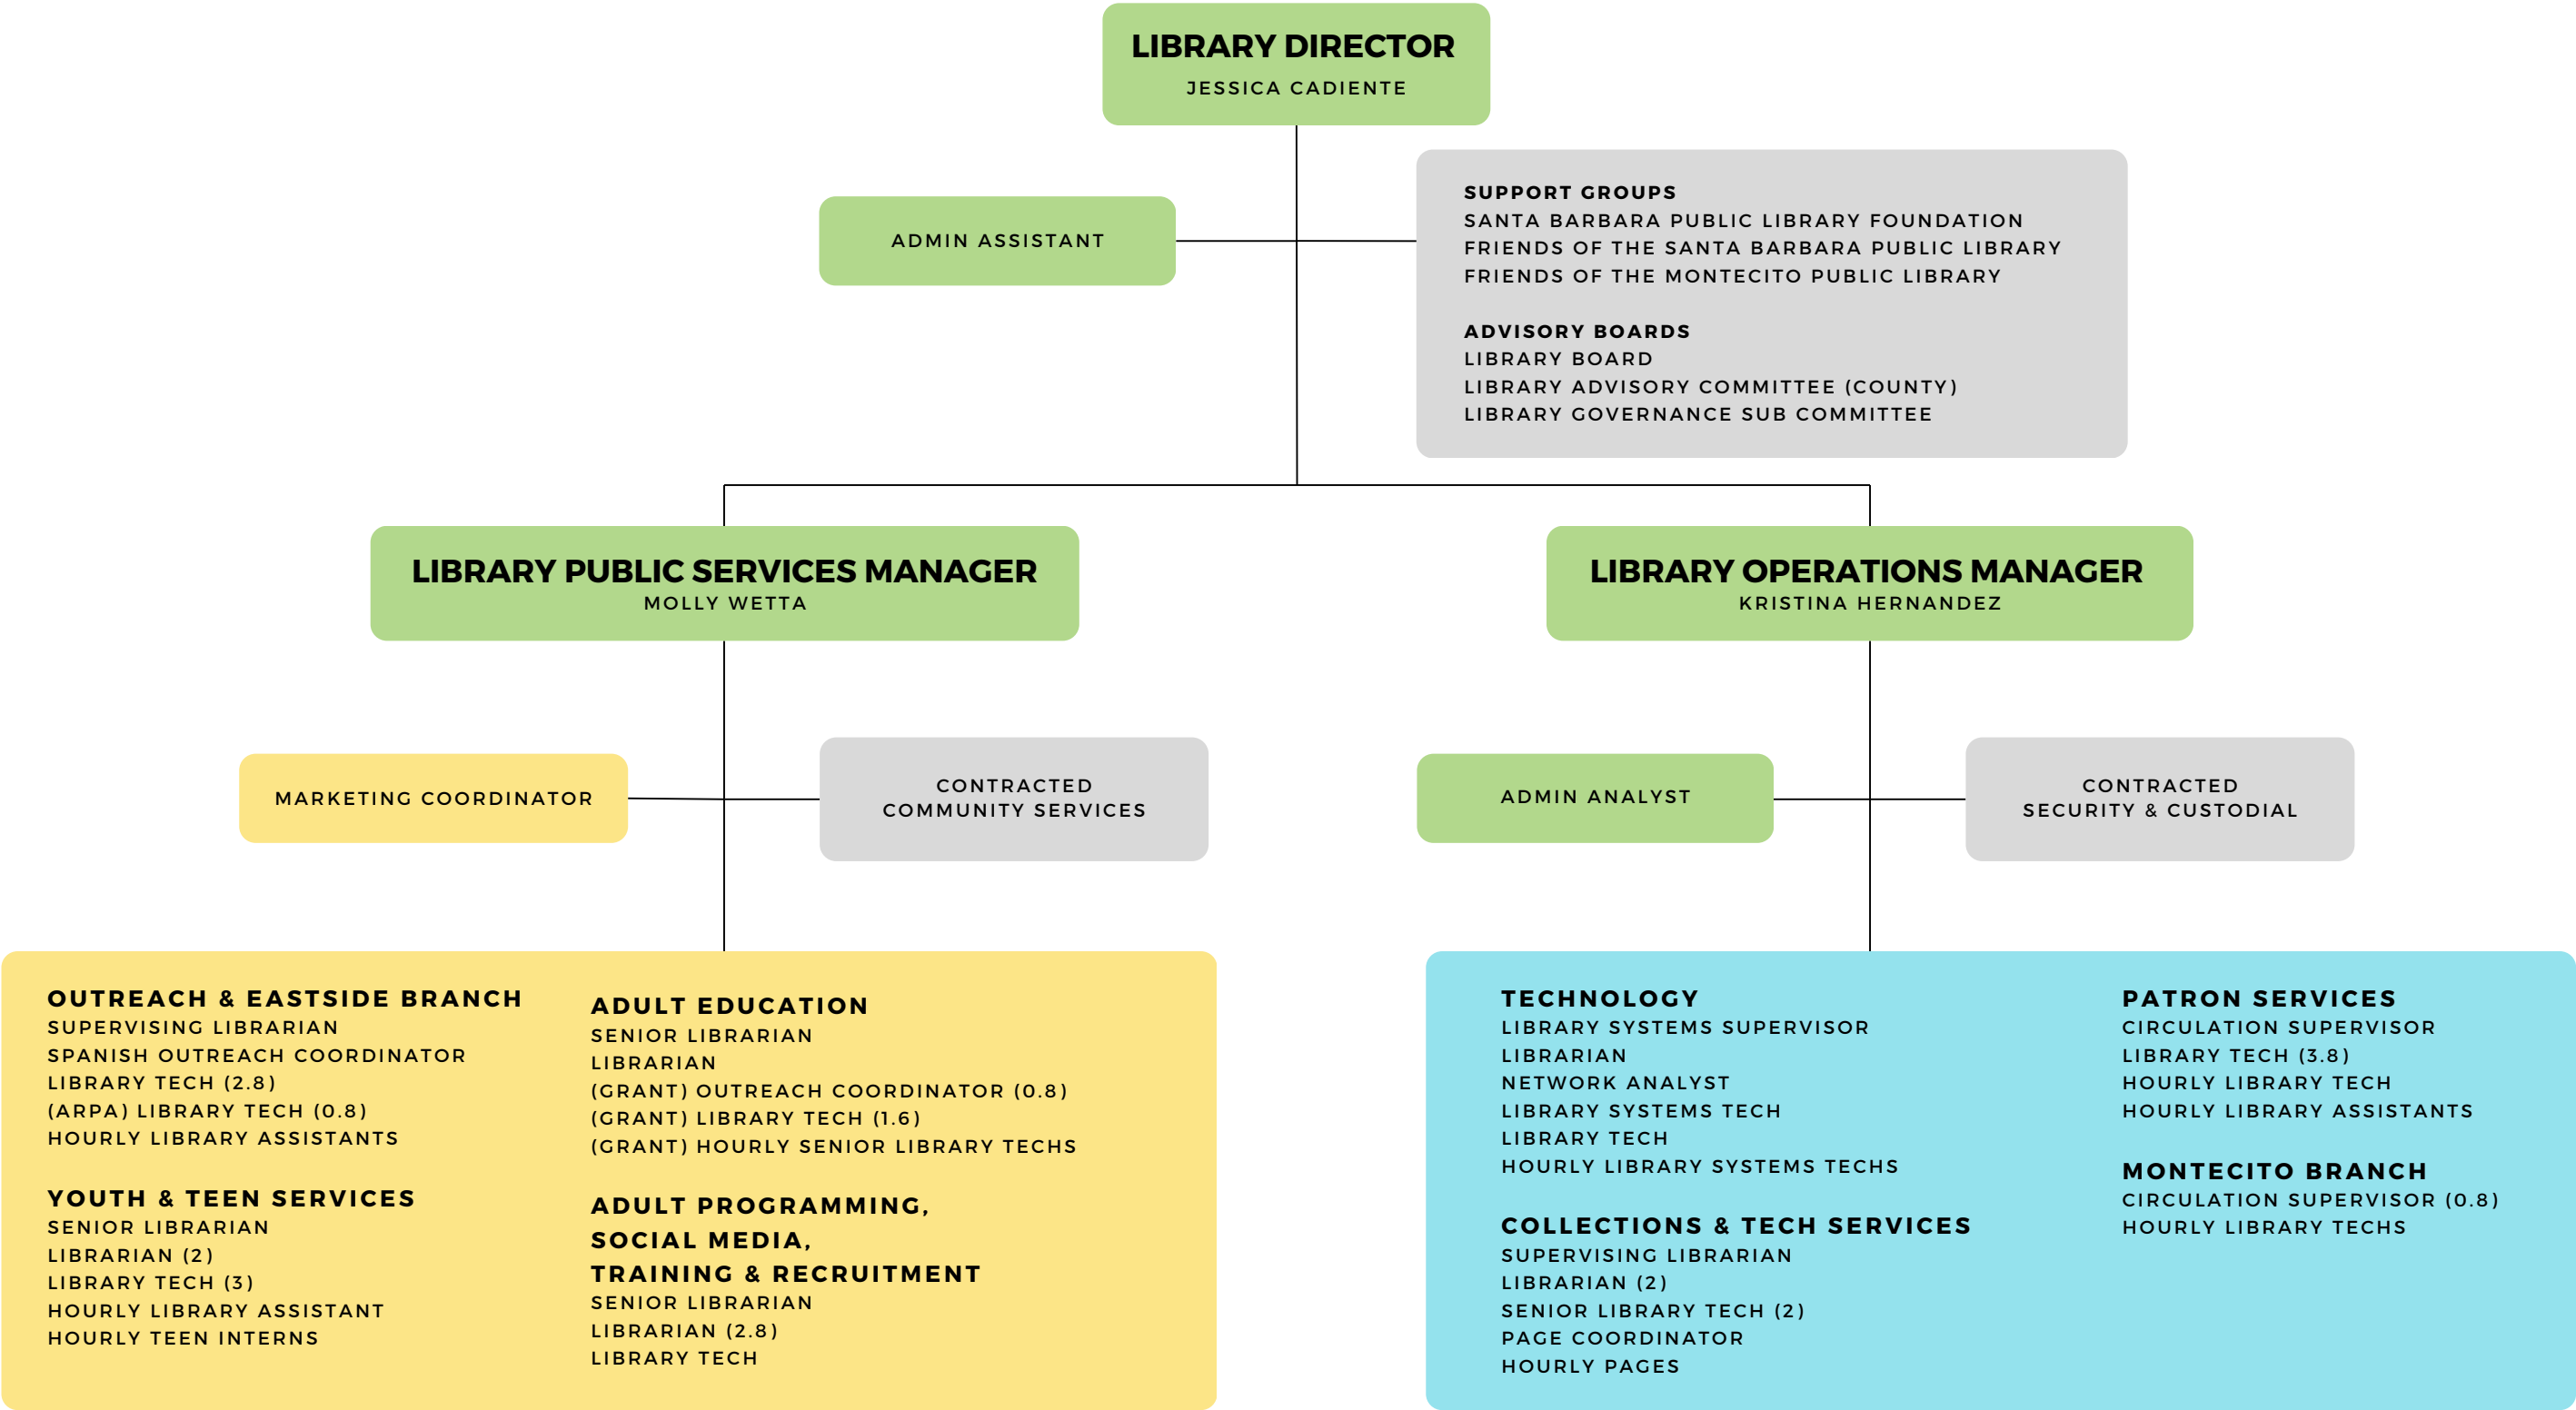 LIBRARY DIRECTOR
JESSICA CADIENTE
ADMIN ASSISTANT
SUPPORT GROUPS
SANTA BARBARA PUBLIC LIBRARY FOUNDATION
FRIENDS OF THE SANTA BARBARA PUBLIC LIBRARY
FRIENDS OF THE MONTECITO PUBLIC LIBRARY
ADVISORY BOARDS
LIBRARY BOARD
LIBRARY ADVISORY COMMITTEE (COUNTY)
LIBRARY GOVERNANCE SUB COMMITTEE
LIBRARY PUBLIC SERVICES MANAGER
MOLLY WETTA
LIBRARY OPERATIONS MANAGER
KRISTINA HERNANDEZ
MARKETING COORDINATOR
CONTRACTED
COMMUNITY SERVICES
ADMIN ANALYST
CONTRACTED
SECURITY & CUSTODIAL
OUTREACH & EASTSIDE BRANCH
SUPERVISING LIBRARIAN
SPANISH OUTREACH COORDINATOR
LIBRARY TECH (2.8)
(ARPA) LIBRARY TECH (0.8)
HOURLY LIBRARY ASSISTANTS
YOUTH & TEEN SERVICES
SENIOR LIBRARIAN
LIBRARIAN (2)
LIBRARY TECH (3)
HOURLY LIBRARY ASSISTANT
HOURLY TEEN INTERNS
ADULT EDUCATION
SENIOR LIBRARIAN
LIBRARIAN
(GRANT) OUTREACH COORDINATOR (0.8)
(GRANT) LIBRARY TECH (1.6)
(GRANT) HOURLY SENIOR LIBRARY TECHS
ADULT PROGRAMMING,
SOCIAL MEDIA,
TRAINING & RECRUITMENT
SENIOR LIBRARIAN
LIBRARIAN (2.8)
LIBRARY TECH
TECHNOLOGY
LIBRARY SYSTEMS SUPERVISOR
LIBRARIAN
NETWORK ANALYST
LIBRARY SYSTEMS TECH
LIBRARY TECH
HOURLY LIBRARY SYSTEMS TECHS
COLLECTIONS & TECH SERVICES
SUPERVISING LIBRARIAN
LIBRARIAN (2)
SENIOR LIBRARY TECH (2)
PAGE COORDINATOR
HOURLY PAGES
PATRON SERVICES
CIRCULATION SUPERVISOR
LIBRARY TECH (3.8)
HOURLY LIBRARY TECH
HOURLY LIBRARY ASSISTANTS
MONTECITO BRANCH
CIRCULATION SUPERVISOR (0.8)
HOURLY LIBRARY TECHS